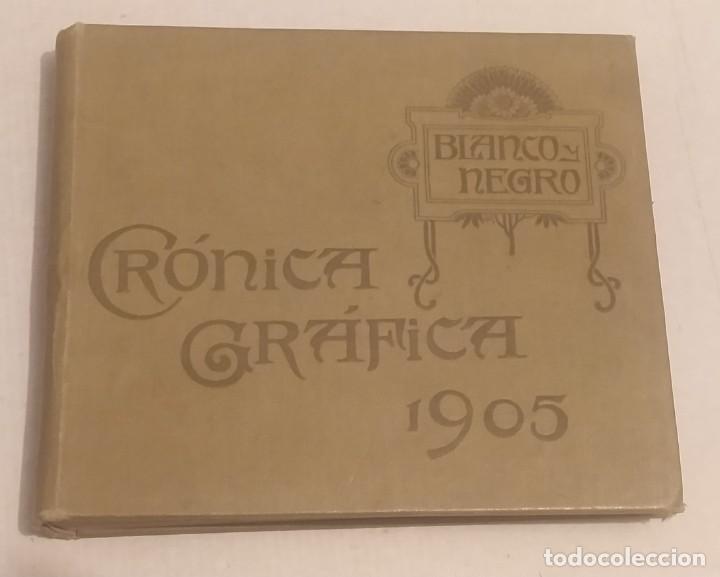 BLANCO y
NEGRO
CRÓNICA
GRÁFICA
1905
todocoleccion